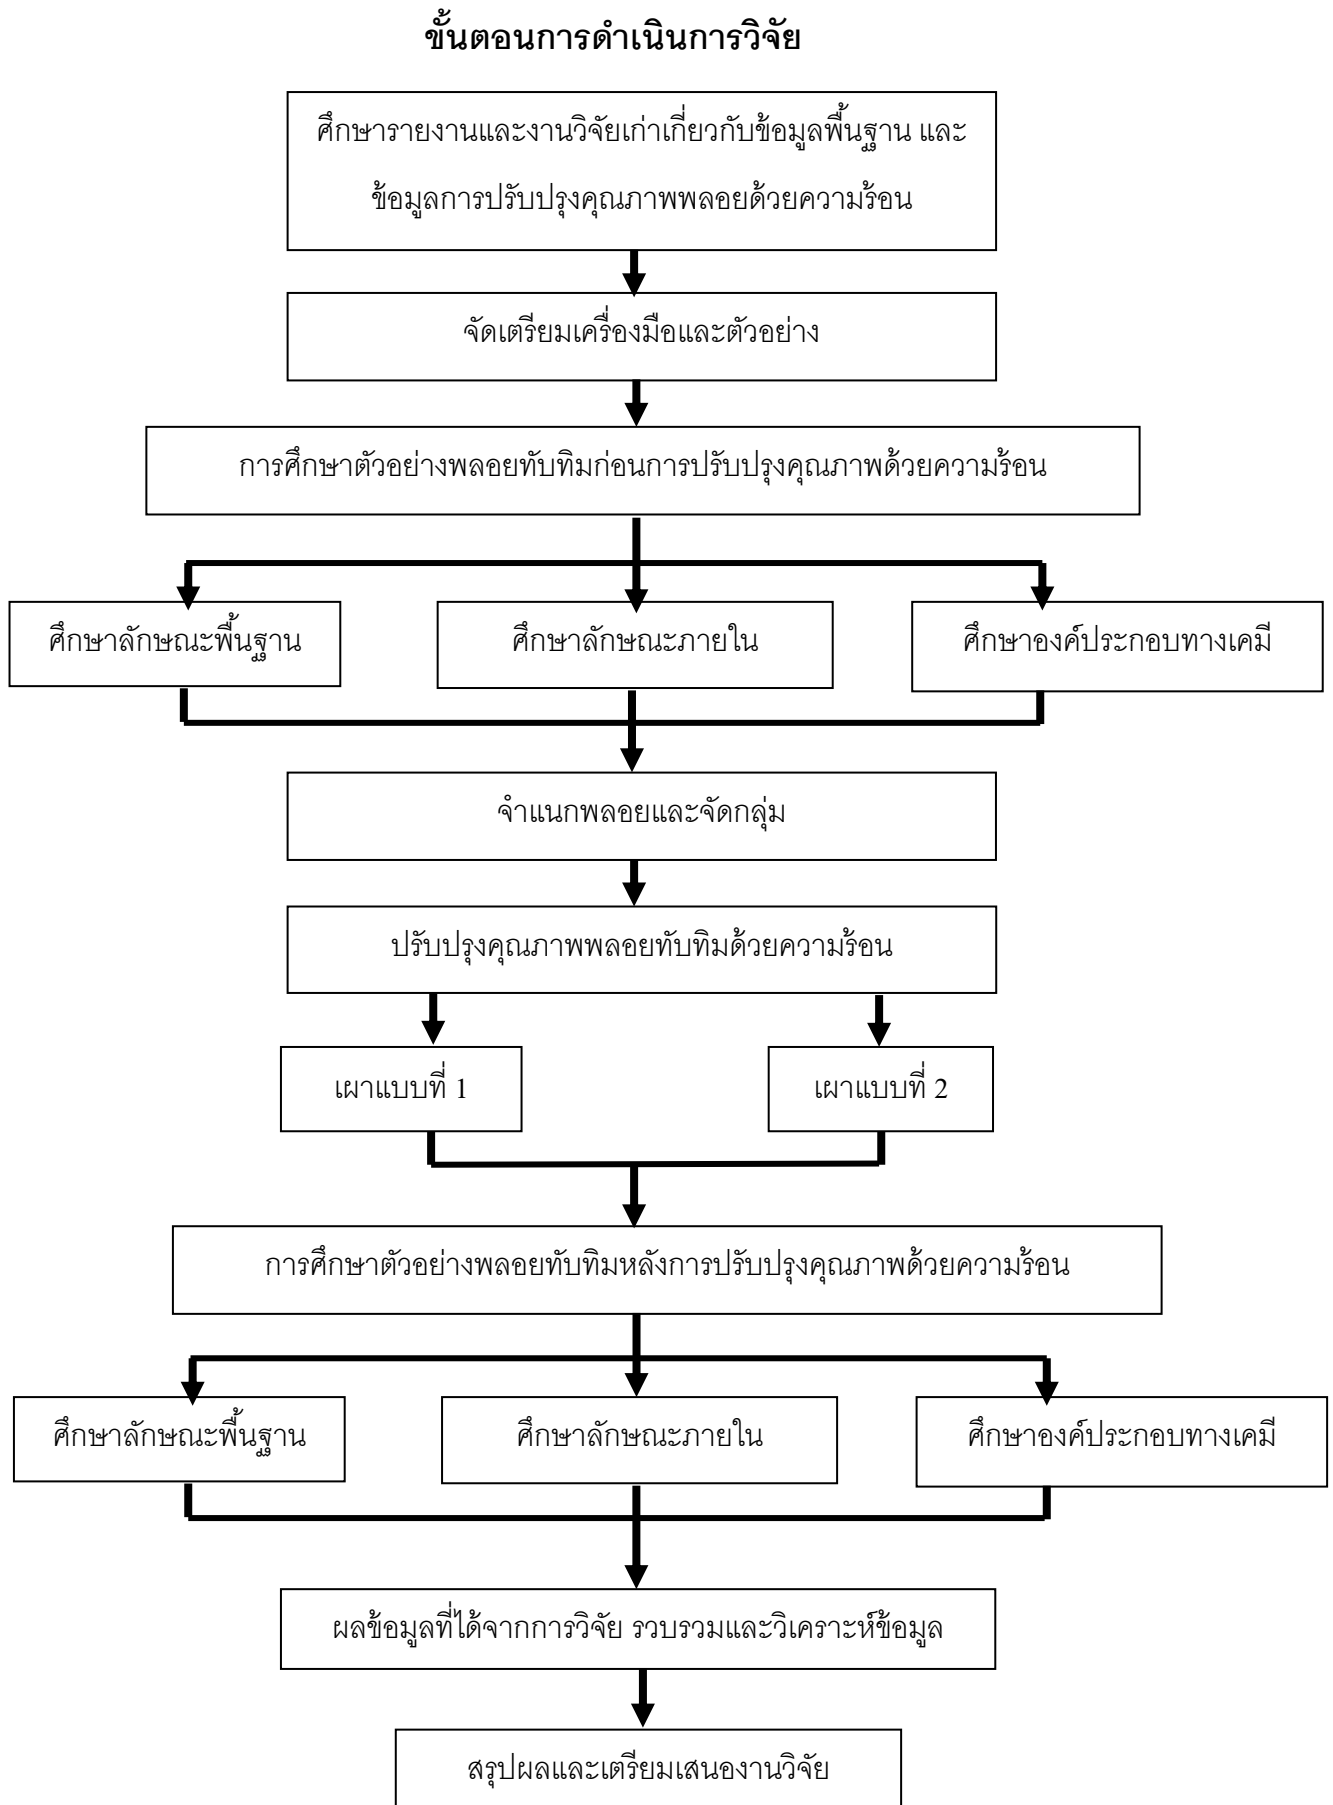 ขั้นตอนการดำเนินการวิจัย
ศึกษารายงานและงานวิจัยเก่าเกี่ยวกับข้อมูลพื้นฐาน และ
ข้อมูลการปรับปรุงคุณภาพพลอยด้วยความร้อน
จัดเตรียมเครื่องมือและตัวอย่าง
การศึกษาตัวอย่างพลอยทับทิมก่อนการปรับปรุงคุณภาพด้วยความร้อน
ศึกษาลักษณะพื้นฐาน
ศึกษาลักษณะภายใน
ศึกษาองค์ประกอบทางเคมี
จำแนกพลอยและจัดกลุ่ม
ปรับปรุงคุณภาพพลอยทับทิมด้วยความร้อน
เผาแบบที่ 1
เผาแบบที่ 2
การศึกษาตัวอย่างพลอยทับทิมหลังการปรับปรุงคุณภาพด้วยความร้อน
ศึกษาลักษณะพื้นฐาน
ศึกษาลักษณะภายใน
ศึกษาองค์ประกอบทางเคมี
ผลข้อมูลที่ได้จากการวิจัย รวบรวมและวิเคราะห์ข้อมูล
สรุปผลและเตรียมเสนองานวิจัย